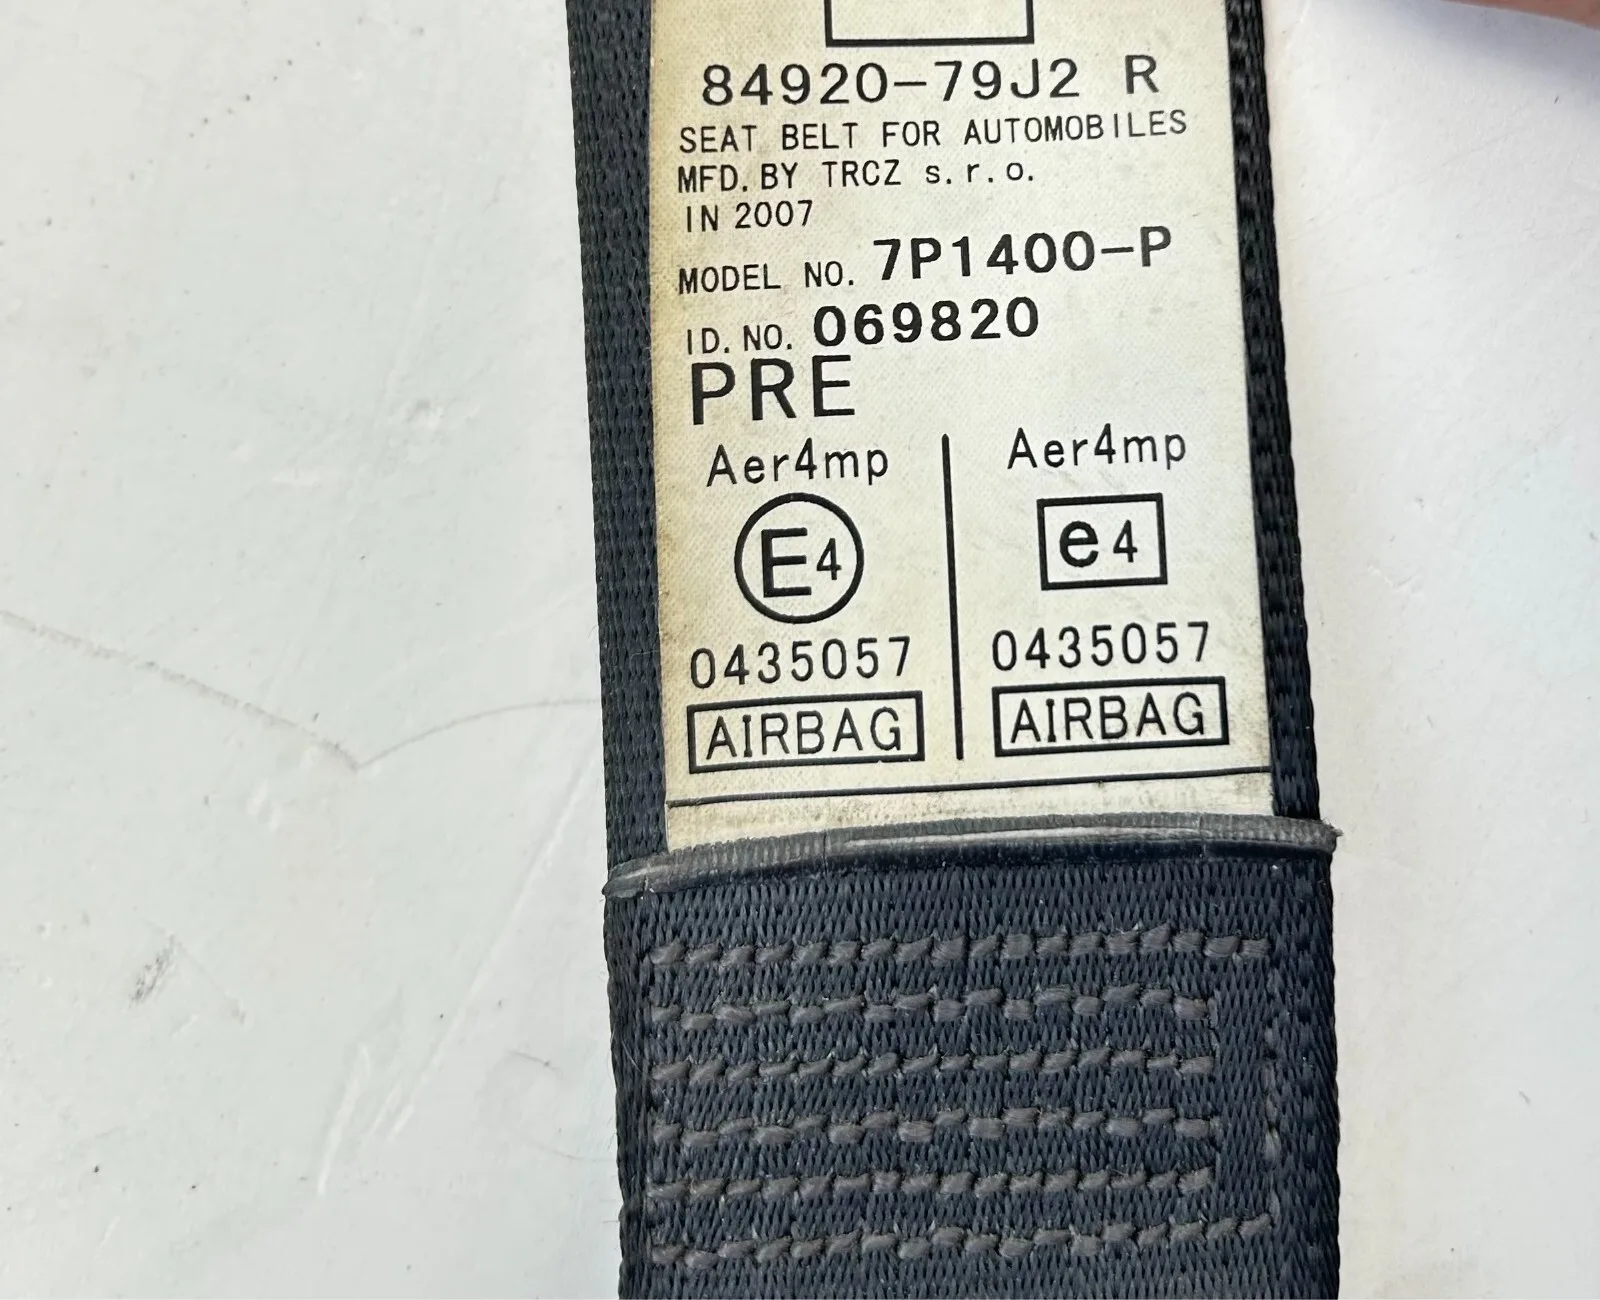 84920-79J2 R
SEAT BELT FOR AUTOMOBILES
MFD. BY TRCZ s.r.o.
IN 2007
MODEL NO. 7P1400-P
ID. NO. 069820
PRE
Aer4mp Aer4mp
E4 e4
0435057 0435057
AIRBAG AIRBAG